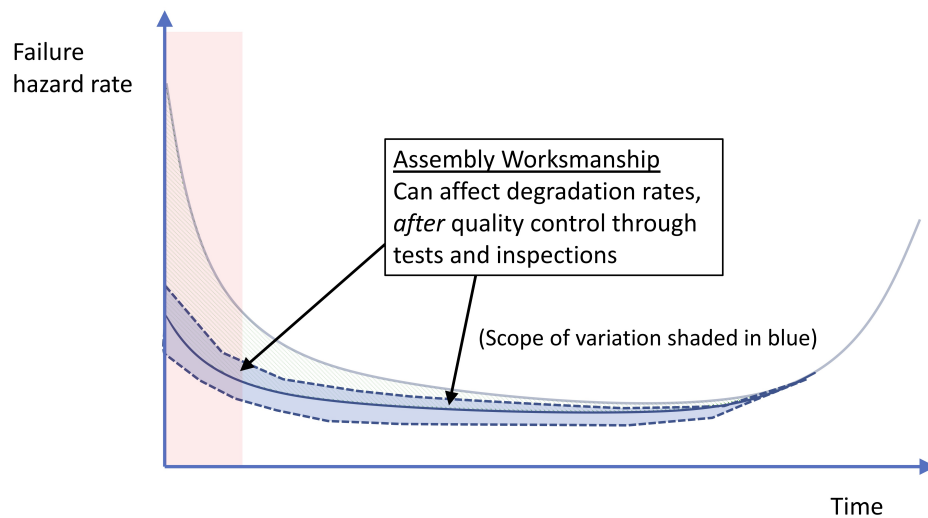 Failure
hazard rate
Assembly Worksmanship
Can affect degradation rates,
after quality control through
tests and inspections
(Scope of variation shaded in blue)
Time